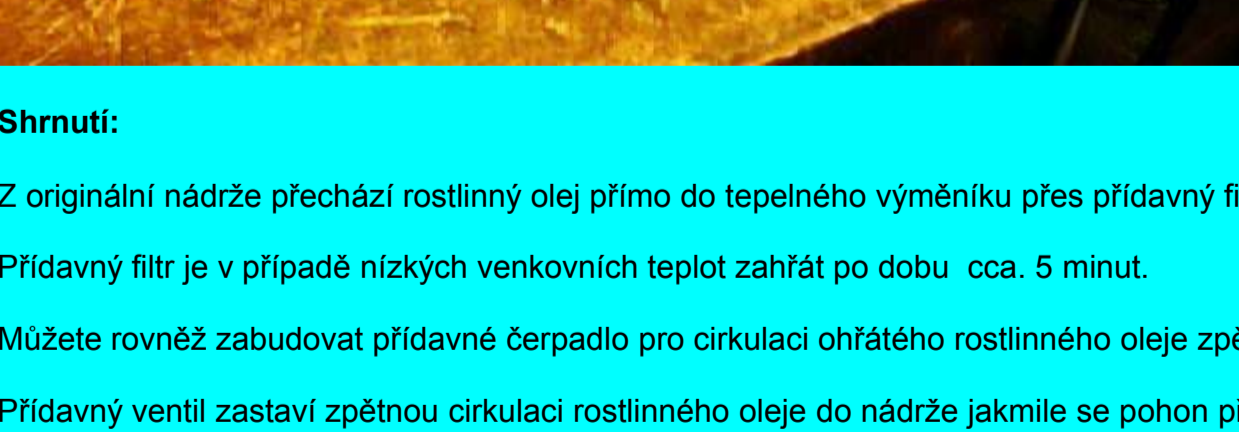 Shrnutí:
Z originální nádrže přechází rostlinný olej přímo do tepelného výměníku přes přídavný
Přídavný filtr je v případě nízkých venkovních teplot zahřát po dobu cca. 5 minut.
Můžete rovněž zabudovat přídavné čerpadlo pro cirkulaci ohřátého rostlinného oleje
Přídavný ventil zastaví zpětnou cirkulaci rostlinného oleje do nádrže jakmile se pohon